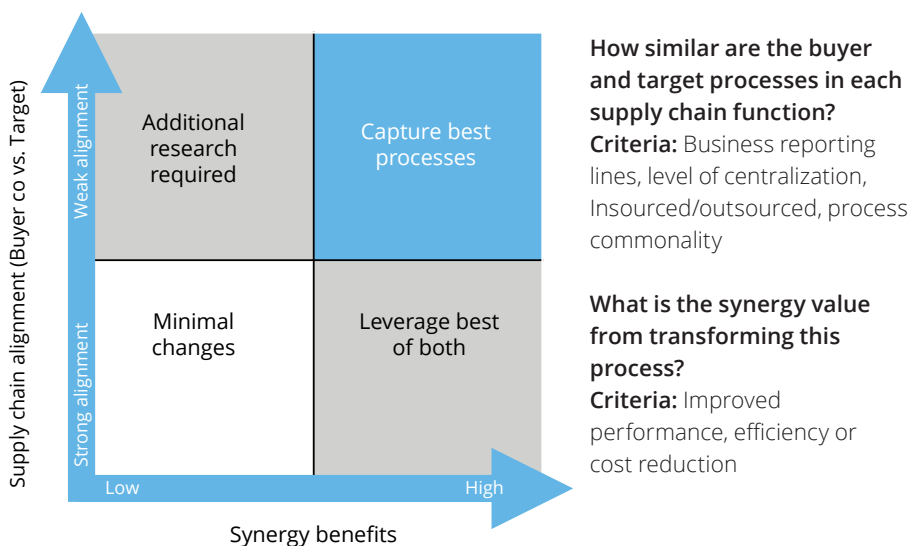 Supply chain alignment (Buyer co vs. Target)
Weak alignment
Strong alignment
Additional
research
required
Capture best
processes
Minimal
changes
Leverage best
of both
Low
High
Synergy benefits
How similar are the buyer
and target processes in each
supply chain function?
Criteria: Business reporting
lines, level of centralization,
Insourced/outsourced, process
commonality
What is the synergy value
from transforming this
process?
Criteria: Improved
performance, efficiency or
cost reduction